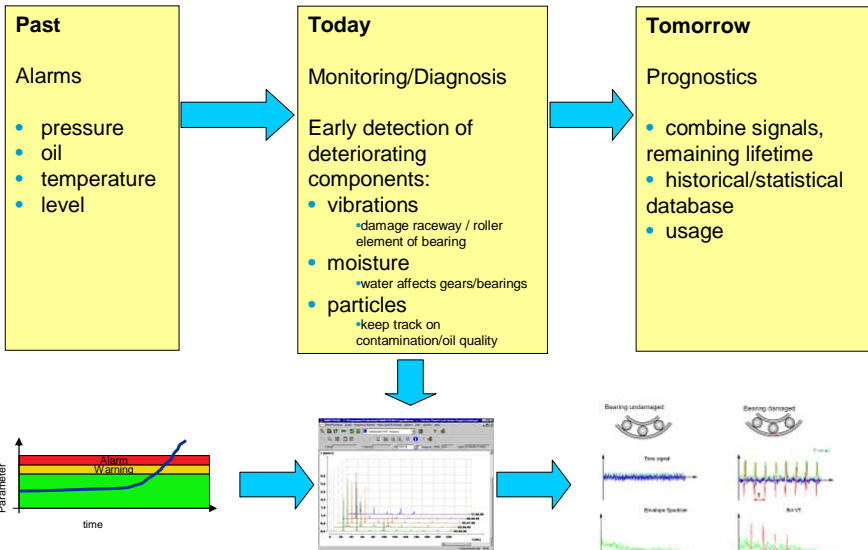 Past
Alarms
• pressure
• oil
• temperature
• level
Today
Monitoring/Diagnosis
Early detection of
deteriorating
components:
• vibrations
•damage raceway / roller
element of bearing
• moisture
•water affects gears/bearings
• particles
•keep track on
contamination/oil quality
Tomorrow
Prognostics
• combine signals,
remaining lifetime
• historical/statistical
database
• usage
Parameter
Alarm
Warning
time
Bearing undamaged
Bearing damaged
Time signal
Energy
T
Envelope Spectrum